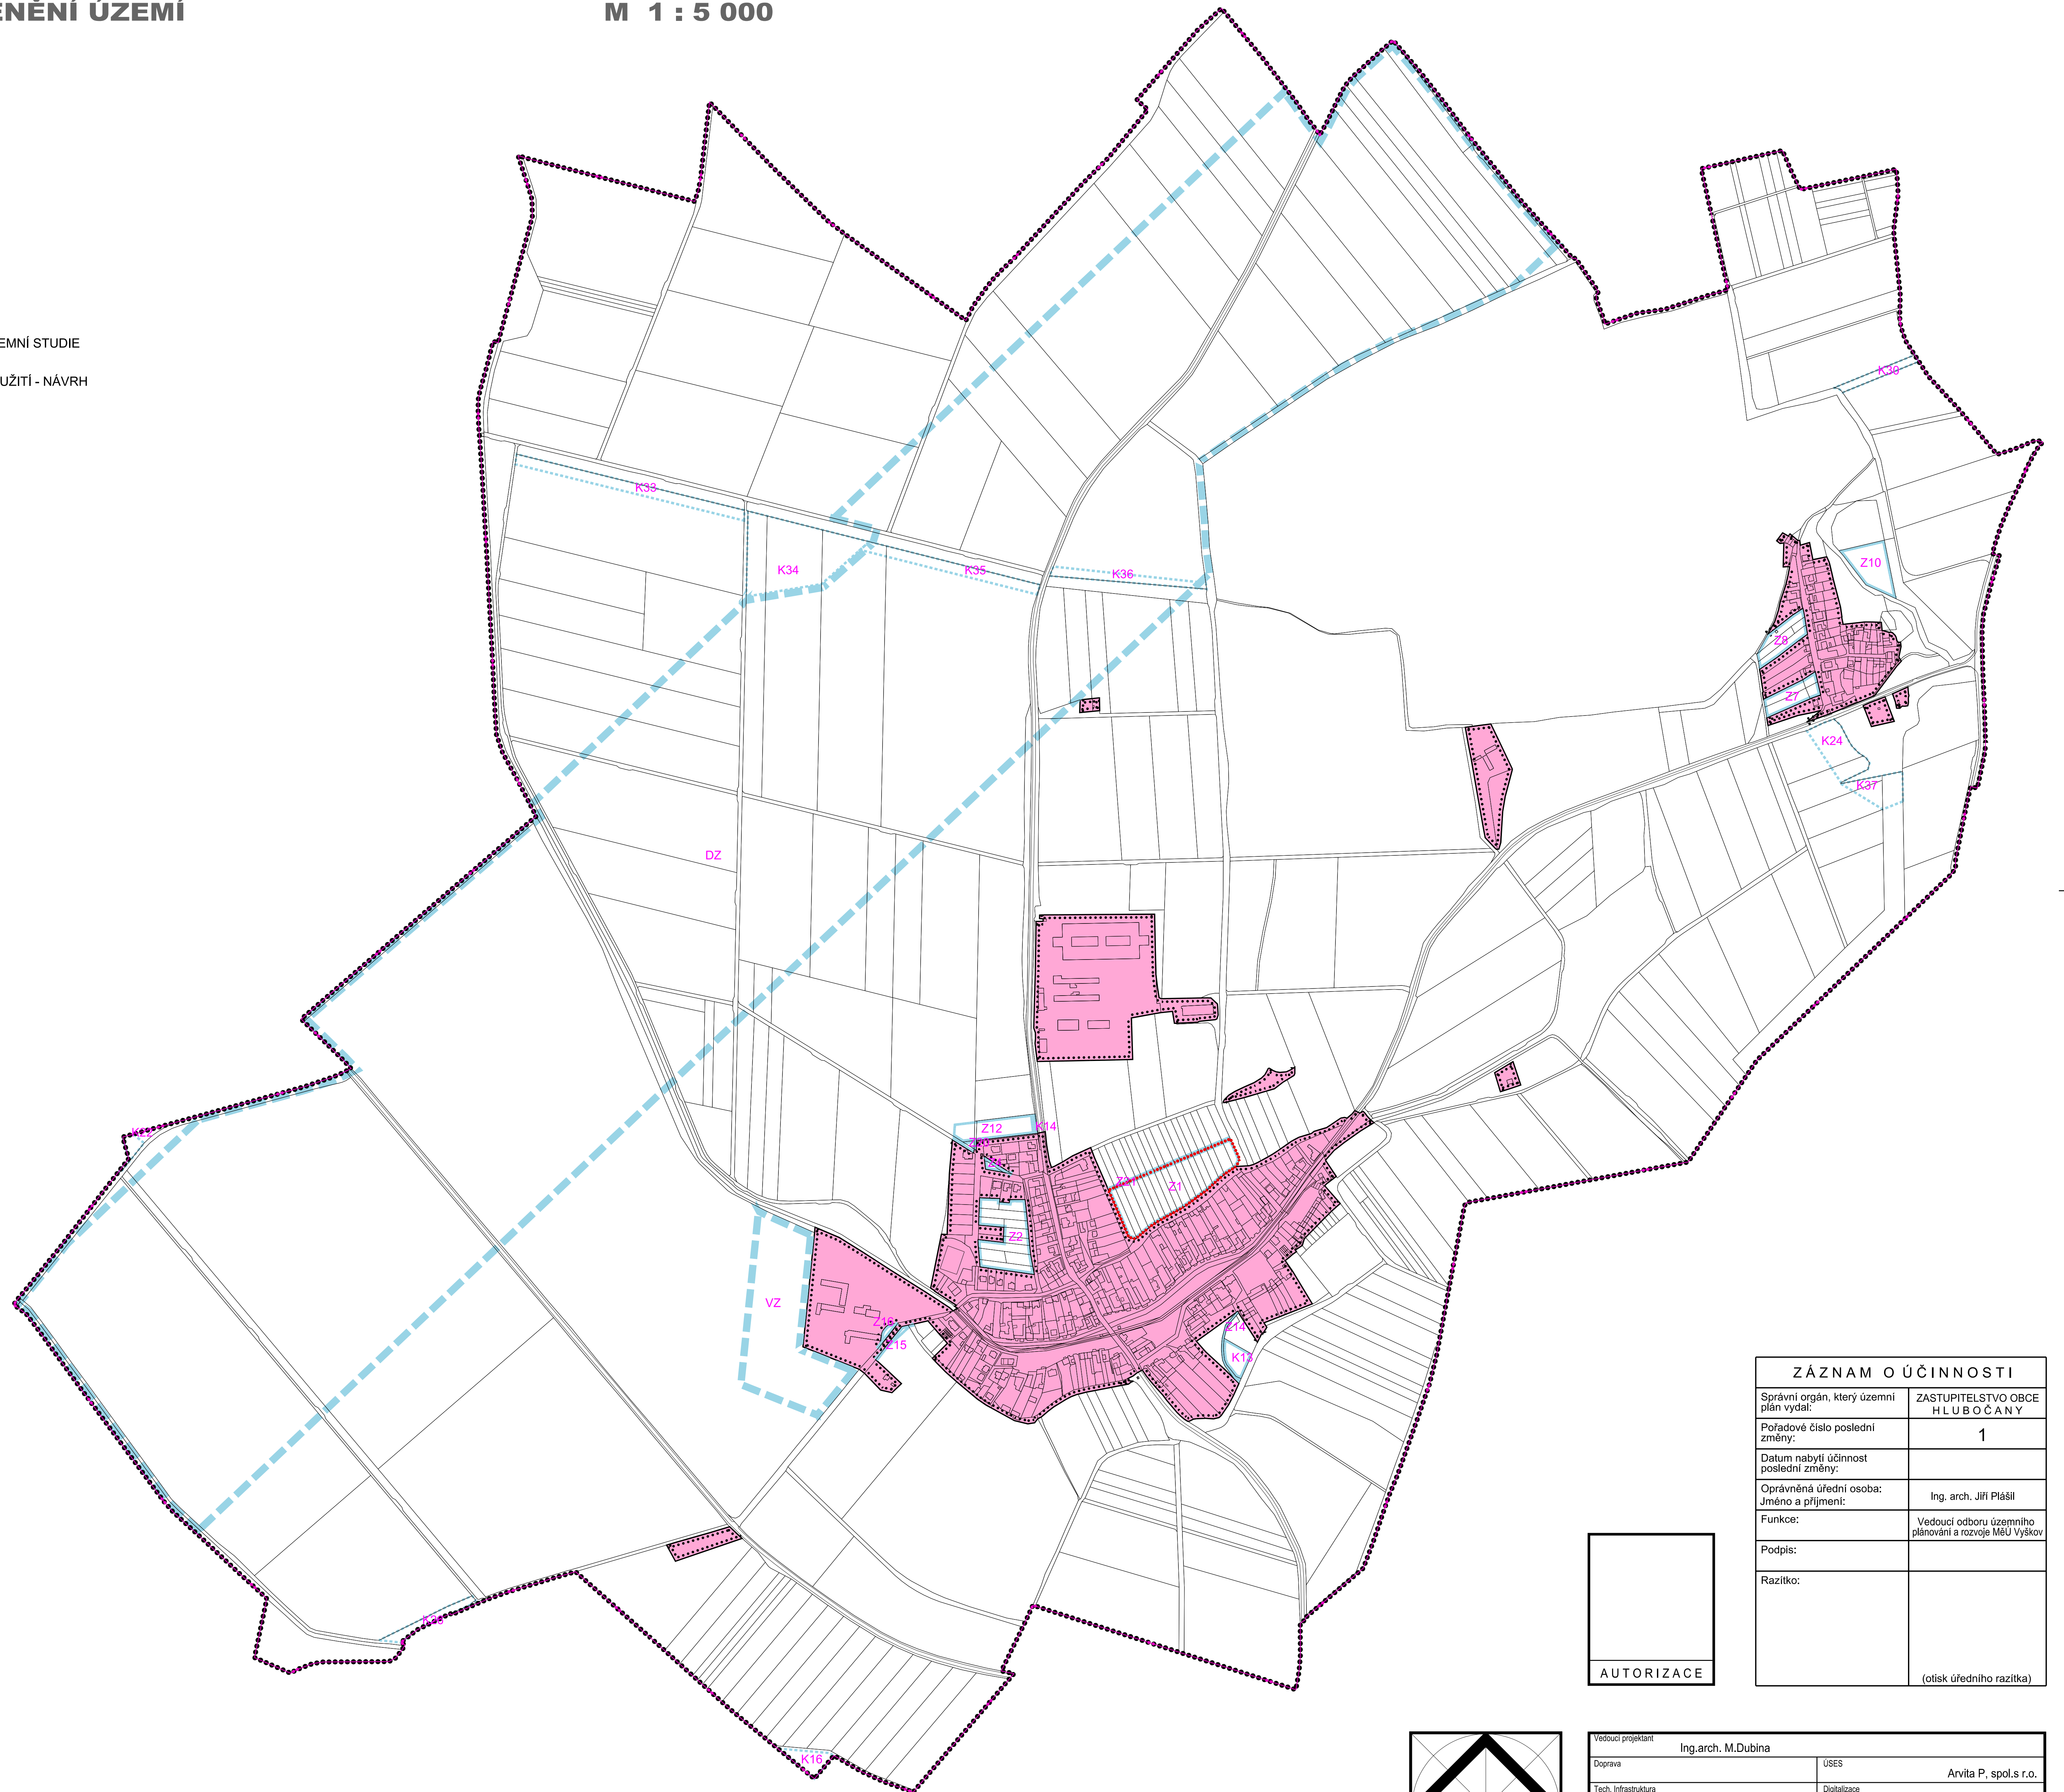 ENĚNÍ ÚZEMÍ
M 1 : 5 000
EMNÍ STUDIE
UŽITÍ - NÁVRH
K30
K33
K34
K35
K36
Z10
Z8
Z7
K24
K37
DZ
K22
Z12
K14
Z1
Z2
VZ
Z16
Z15
Z14
K13
K16
ZÁZNAM O ÚČINNOSTI
Správní orgán, který územní
plán vydal:
ZASTUPITELSTVO OBCE
HLUBOČANY
Pořadové číslo poslední
změny:
1
Datum nabytí účinnost
poslední změny:
Oprávněná úřední osoba:
Jméno a příjmení:
Ing. arch. Jiří Plášil
Funkce:
Vedoucí odboru územního
plánování a rozvoje MěÚ Vyškov
Podpis:
Razítko:
(otisk úředního razítka)
AUTORIZACE
Vedoucí projektant
Ing.arch. M.Dubina
Doprava
ÚSES
Arvita P, spol.s r.o.
Tech. Infrastruktura
Digitalizace